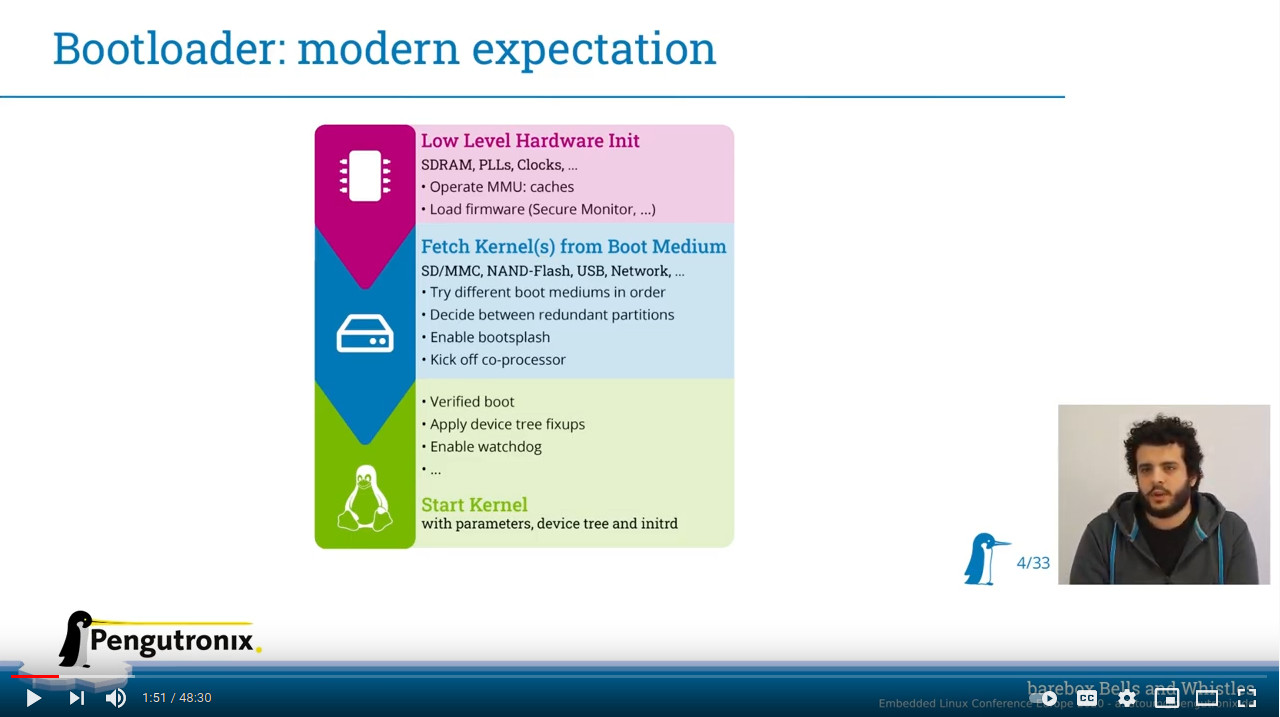 Bootloader: modern expectation
Low Level Hardware Init
SDRAM, PLLs, Clocks, ...
• Operate MMU: caches
• Load firmware (Secure Monitor, ...)
Fetch Kernel(s) from Boot Medium
SD/MMC, NAND-Flash, USB, Network, ...
• Try different boot mediums in order
• Decide between redundant partitions
• Enable bootsplash
• Kick off co-processor
• Verified boot
• Apply device tree fixups
• Enable watchdog
• ...
Start Kernel
with parameters, device tree and initrd
4/33
Pengutronix
barebox Bells and Whistles
1:51 / 48:30
CC
Embedded Linux Conference